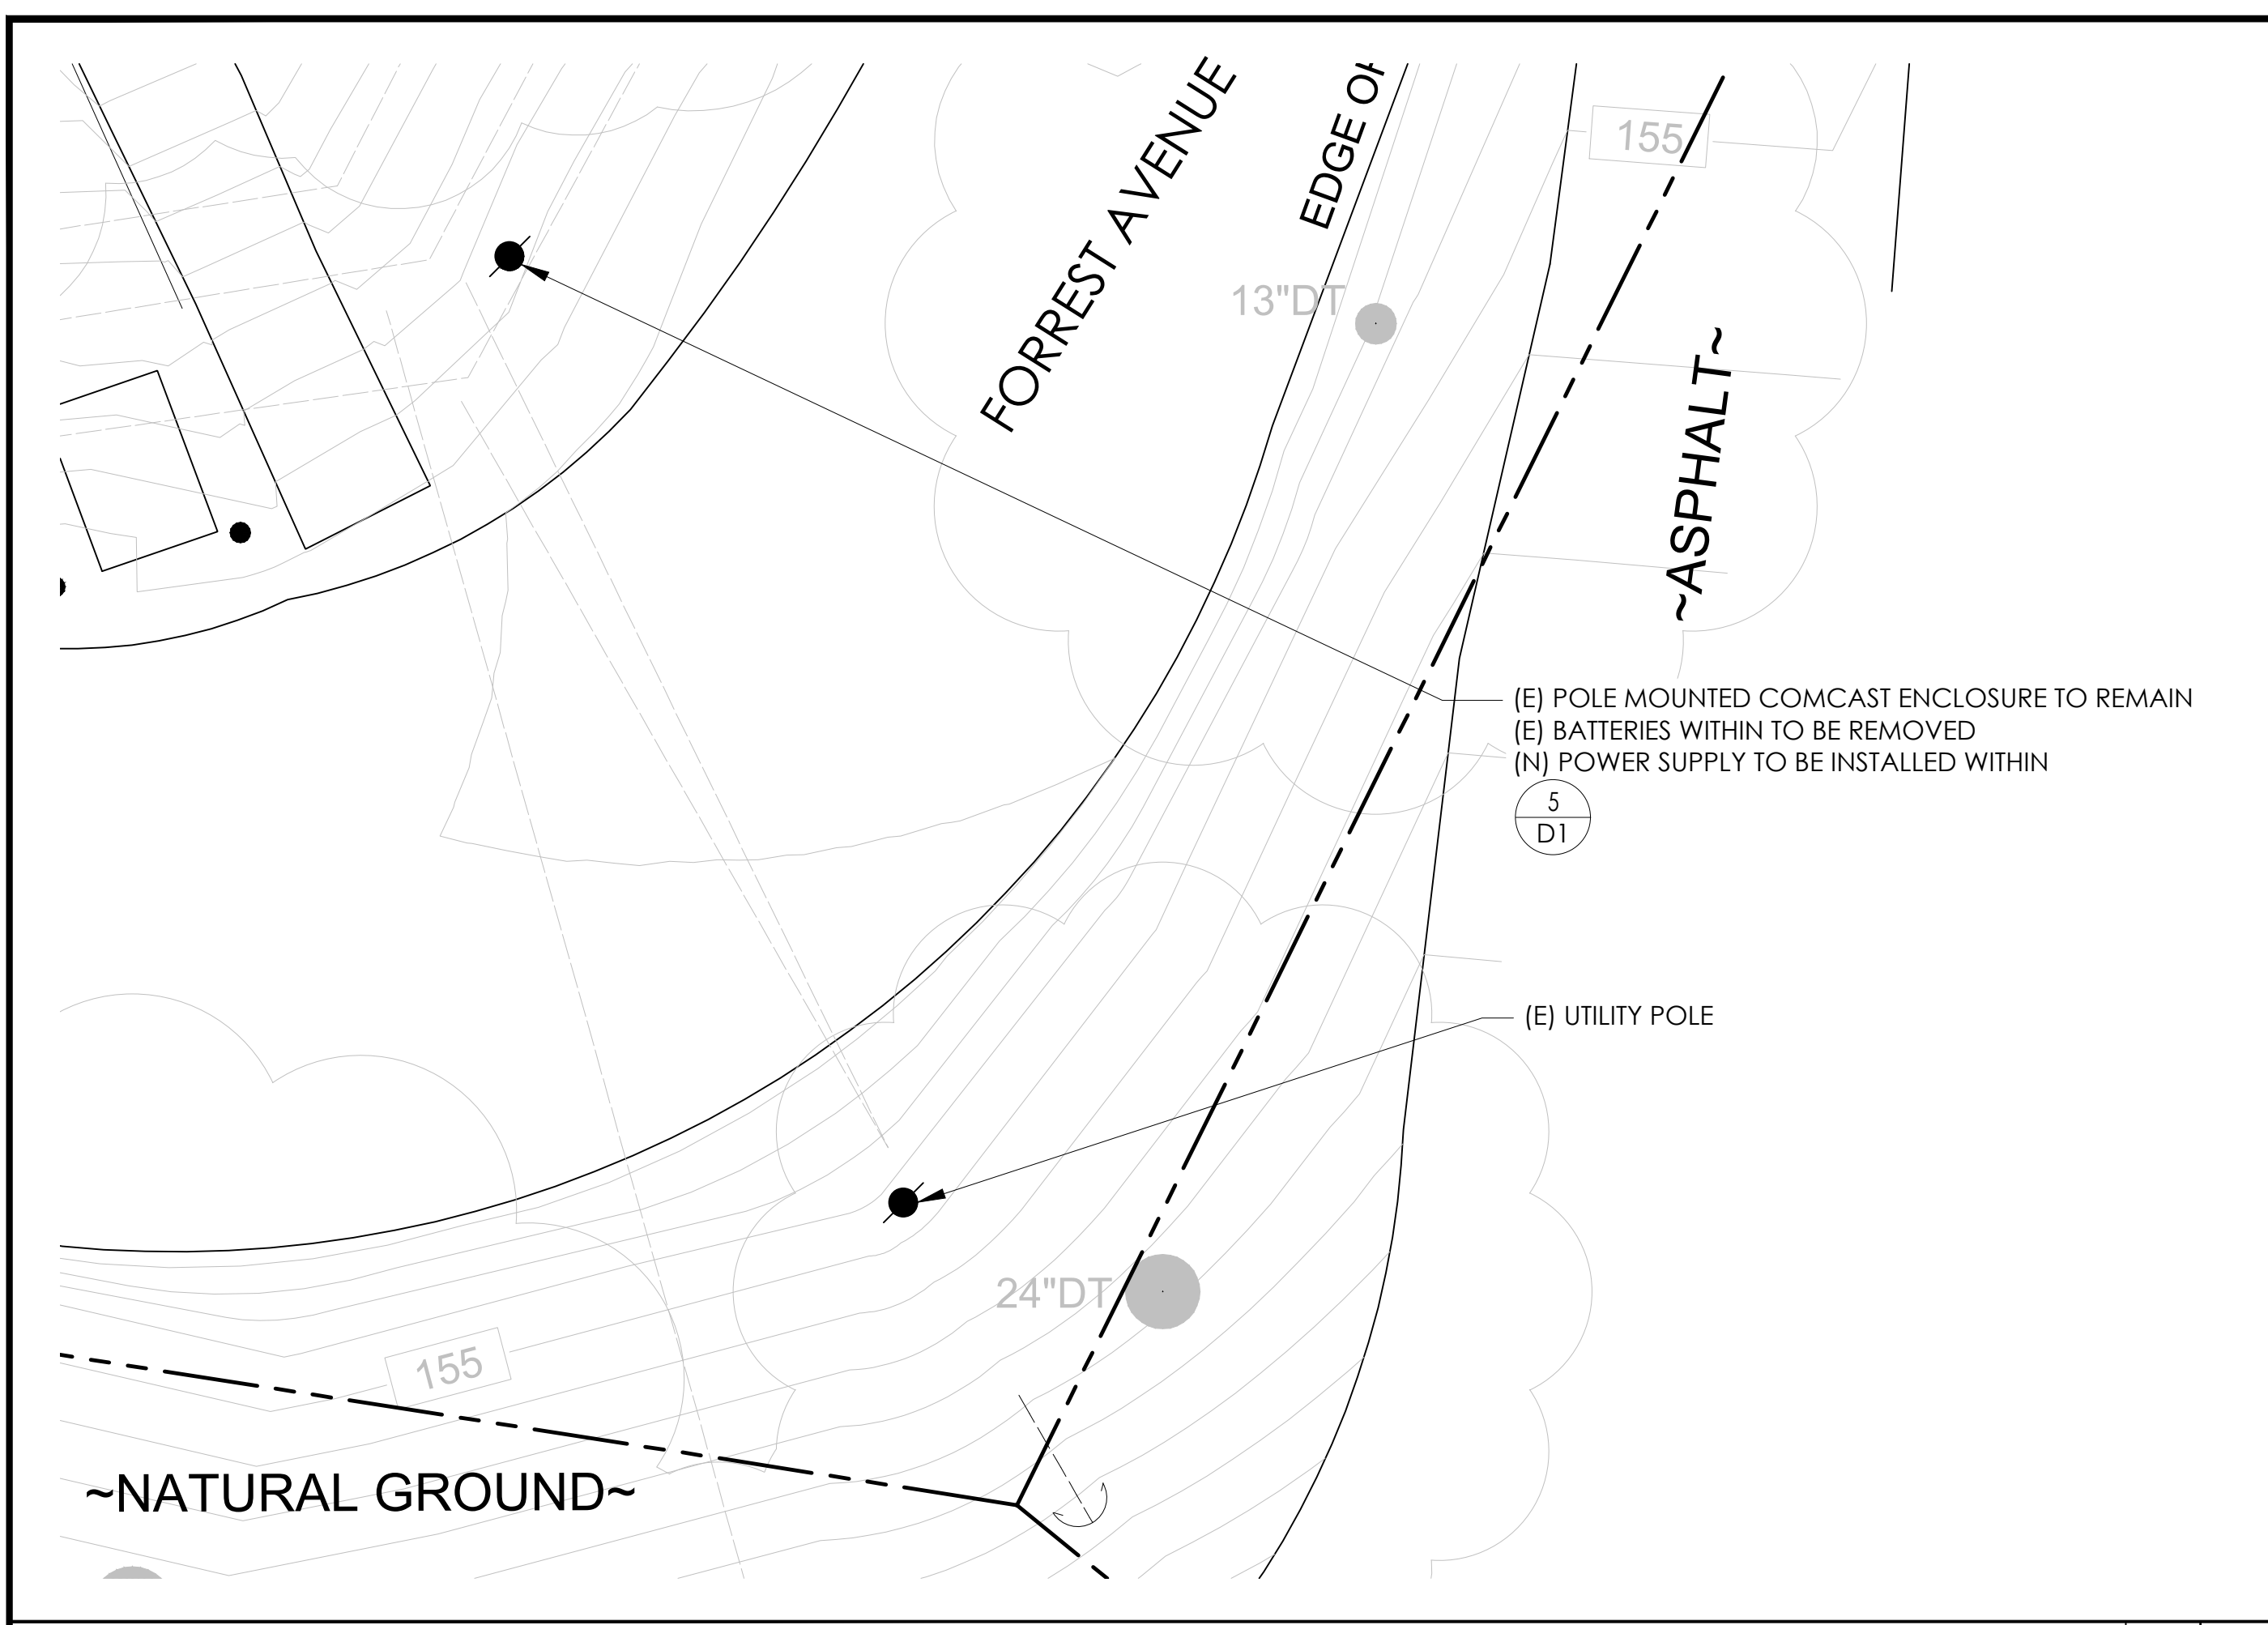 FORREST AVENUE
EDGE OF
155
13"DT
~ASPHALT~
(E) POLE MOUNTED COMCAST ENCLOSURE TO REMAIN
(E) BATTERIES WITHIN TO BE REMOVED
(N) POWER SUPPLY TO BE INSTALLED WITHIN
5
D1
(E) UTILITY POLE
24"DT
155
~NATURAL GROUND~